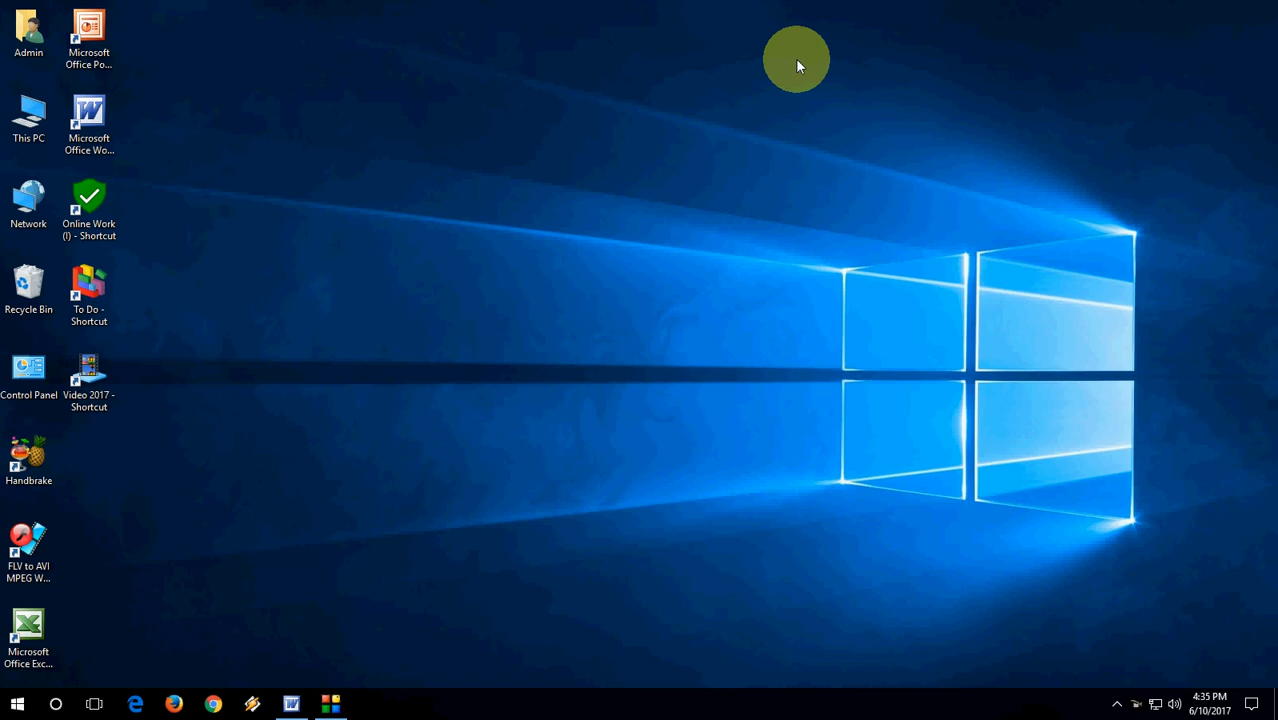 Admin
Microsoft
Office Po...
This PC
Microsoft
Office Wo...
Network
Online Work
(I) - Shortcut
Recycle Bin
To Do -
Shortcut
Control Panel
Video 2017 -
Shortcut
Handbrake
FLV to AVI
MPEG W...
Microsoft
Office Exc...
4:35 PM
6/10/2017